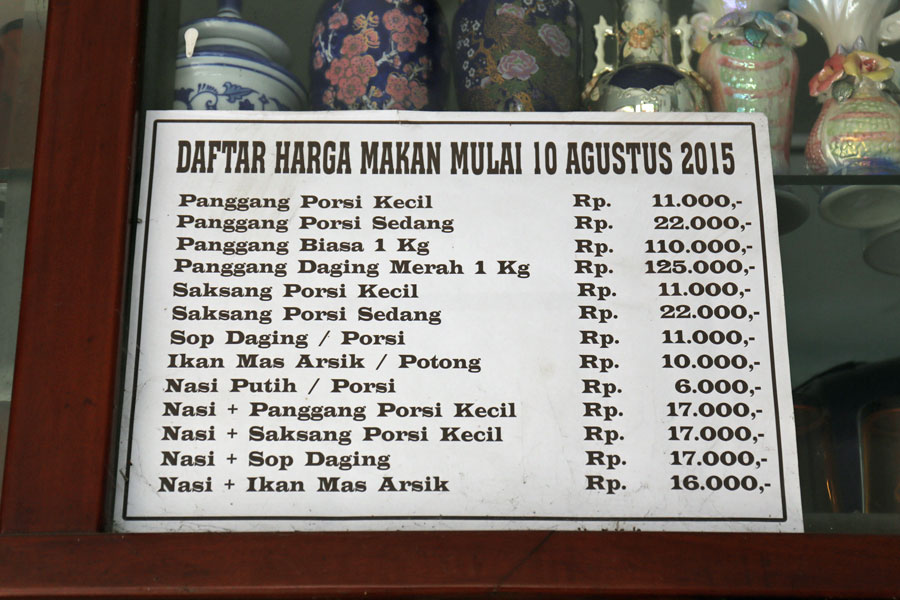 DAFTAR HARGA MAKAN MULAI 10 AGUSTUS 2015
Panggang Porsi Kecil Rp. 11.000,-
Panggang Porsi Sedang Rp. 22.000,-
Panggang Biasa 1 Kg Rp. 110.000,-
Panggang Daging Merah 1 Kg Rp. 125.000,-
Saksang Porsi Kecil Rp. 11.000,-
Saksang Porsi Sedang Rp. 22.000,-
Sop Daging / Porsi Rp. 11.000,-
Ikan Mas Arsik / Potong Rp. 10.000,-
Nasi Putih / Porsi Rp. 6.000,-
Nasi + Panggang Porsi Kecil Rp. 17.000,-
Nasi + Saksang Porsi Kecil Rp. 17.000,-
Nasi + Sop Daging Rp. 17.000,-
Nasi + Ikan Mas Arsik Rp. 16.000,-